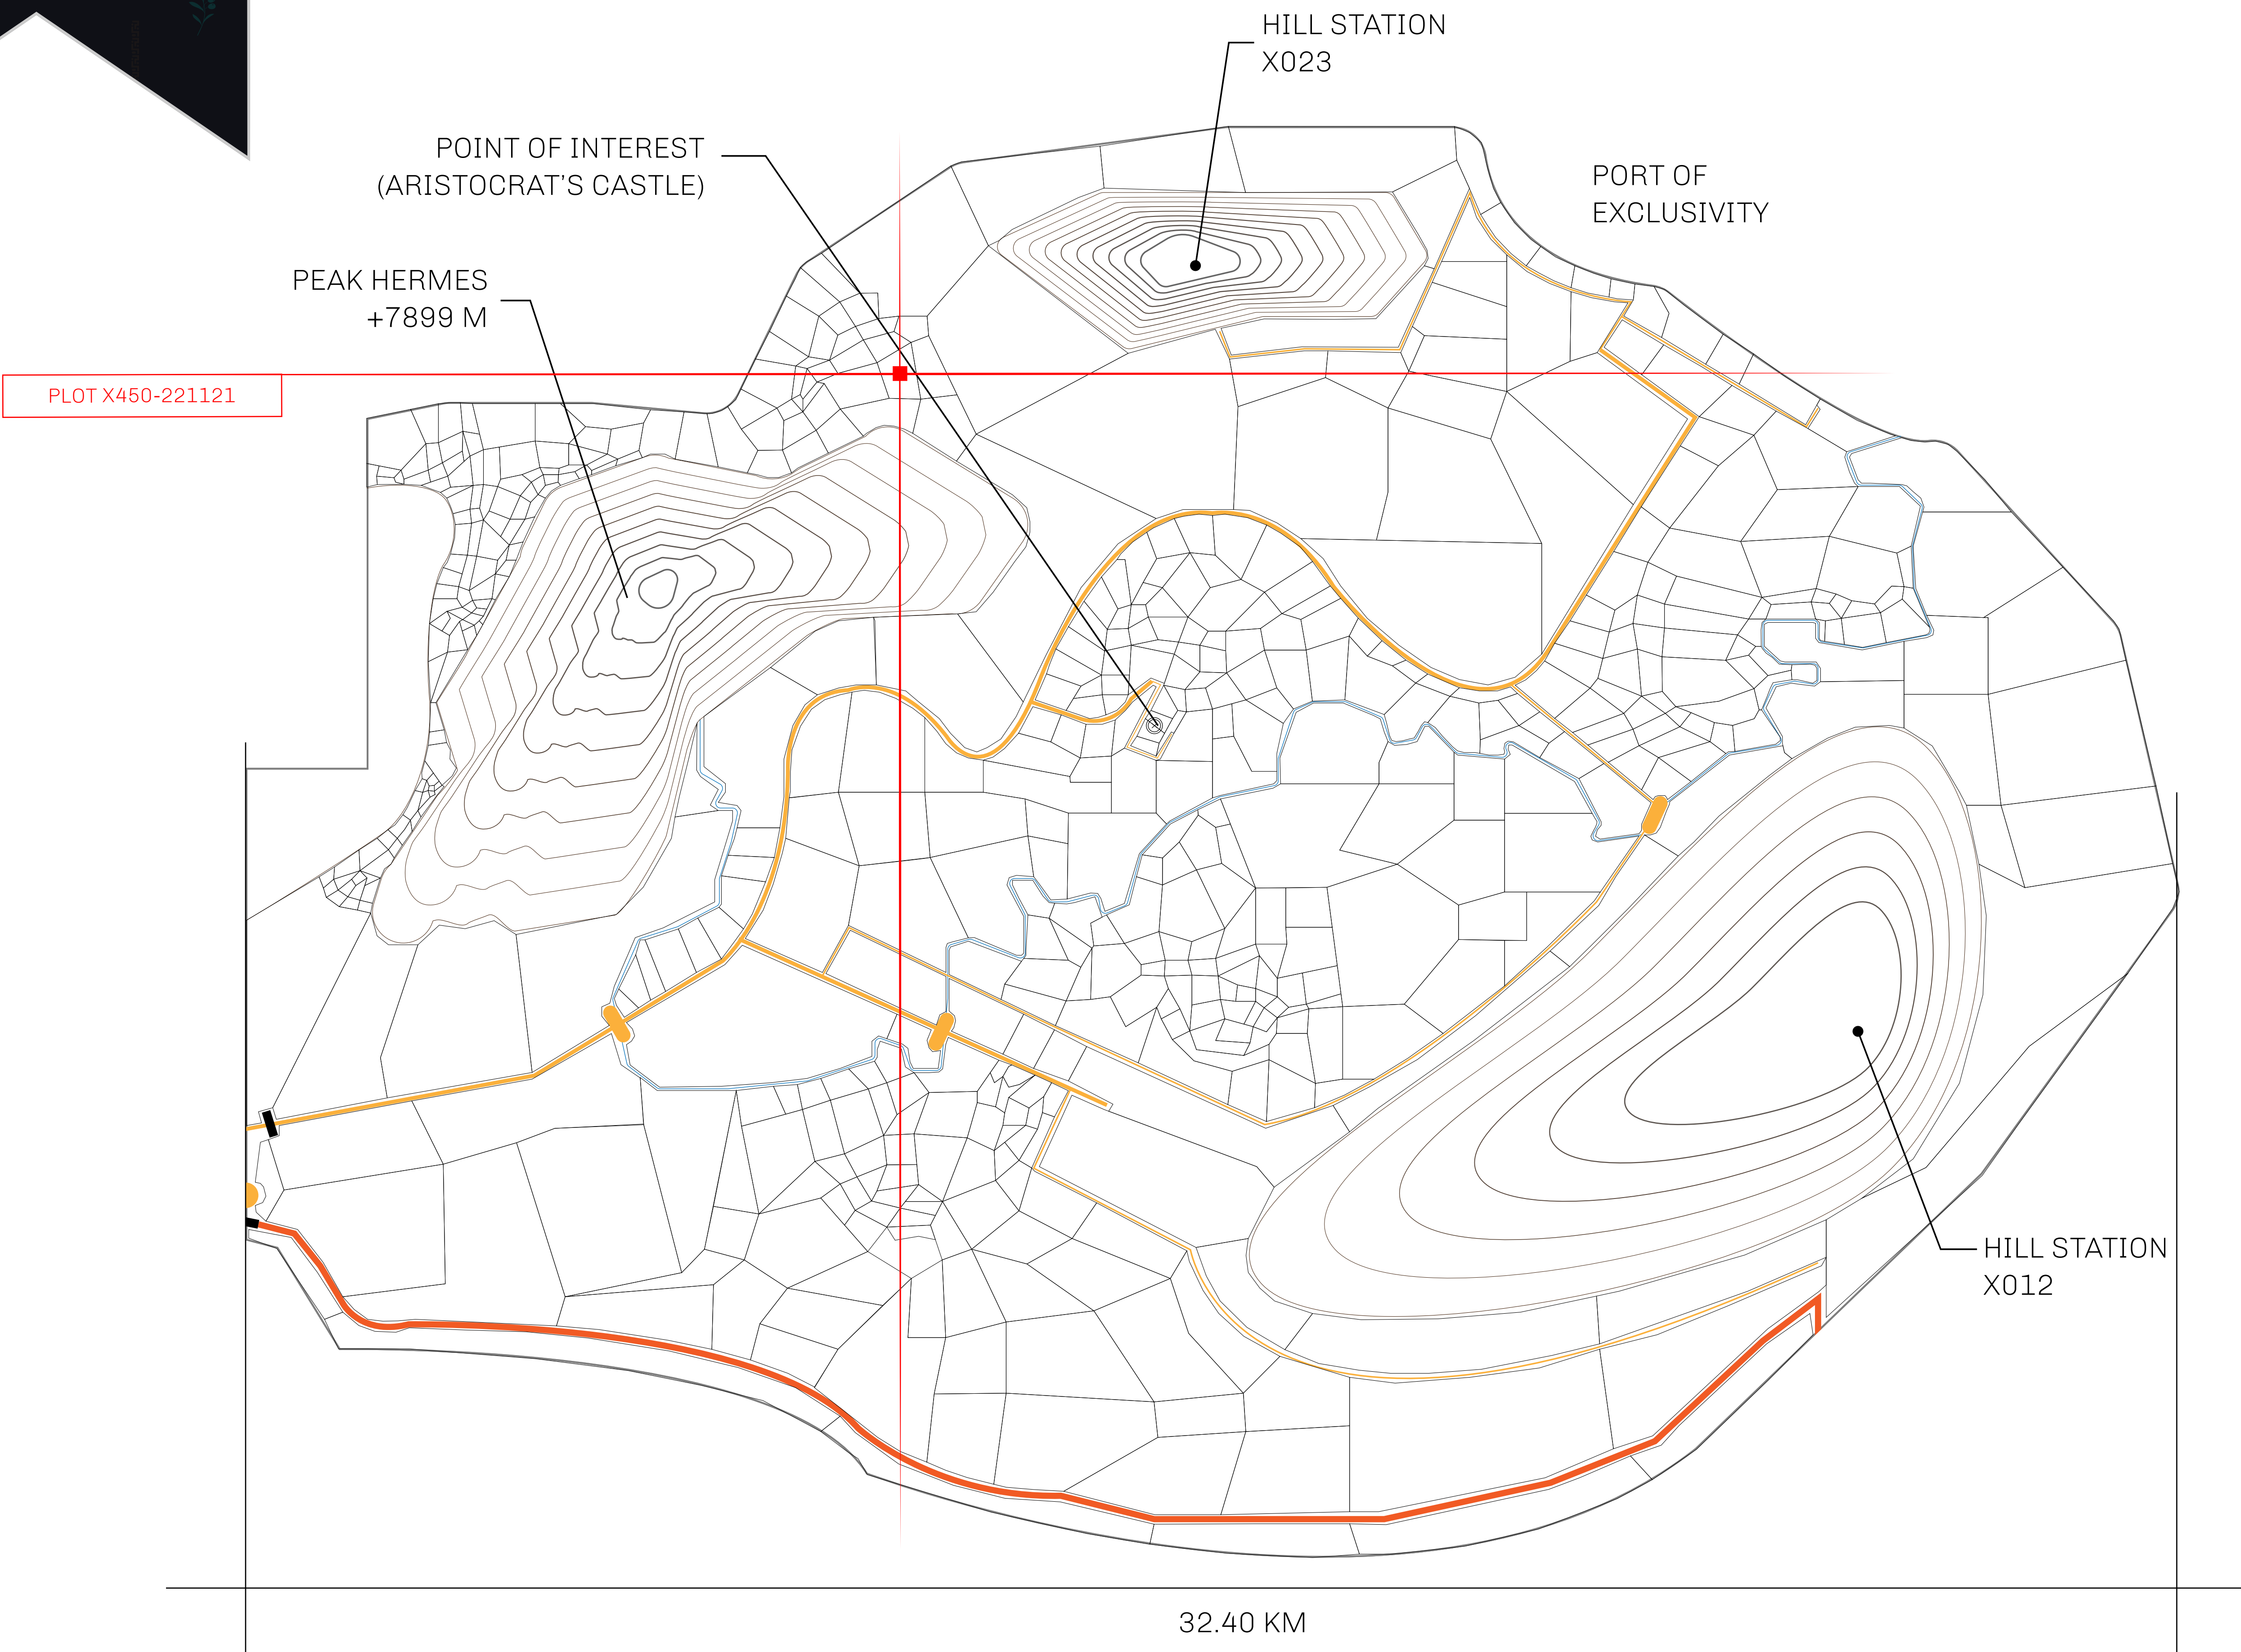 HILL STATION
X023
POINT OF INTEREST
(ARISTOCRAT'S CASTLE)
PORT OF
EXCLUSIVITY
PEAK HERMES
+7899 M
PLOT X450-221121
HILL STATION
X012
32.40 KM